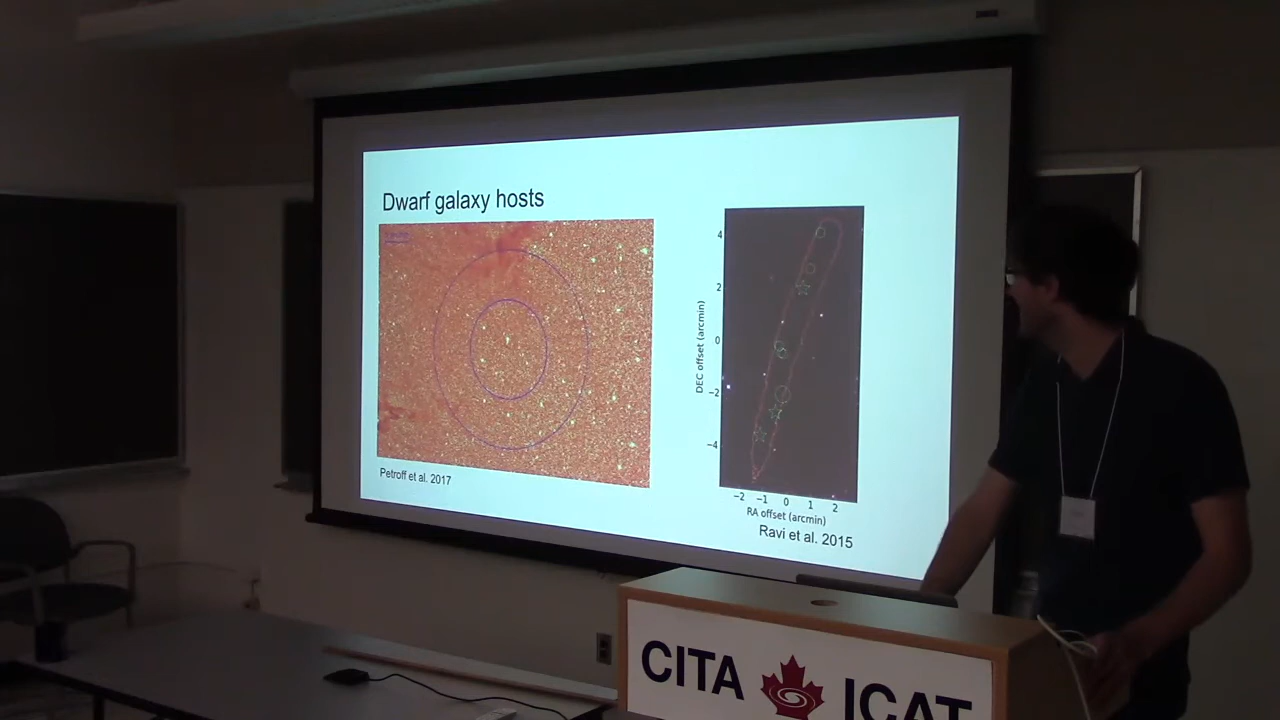 Dwarf galaxy hosts
Petroff et al. 2017
4
2
0
−2
−4
DEC offset (arcmin)
−2 −1 0 1 2
RA offset (arcmin)
Ravi et al. 2015
CITA ICAT